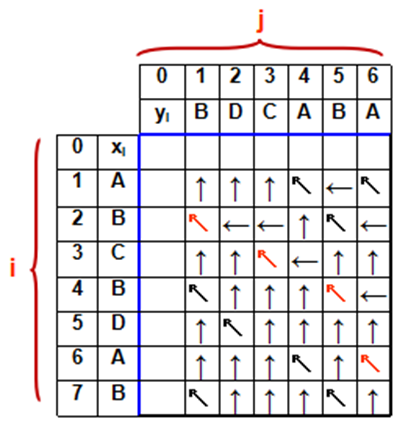 j
0 1 2 3 4 5 6
yⱼ B D C A B A
i
0 xᵢ
1 A ↑ ↑ ↑ ↖ ← ↖
2 B ↖ ← ← ↑ ↖ ←
3 C ↑ ↑ ↖ ← ↑ ↑
4 B ↖ ↑ ↑ ↑ ↖ ←
5 D ↑ ↖ ↑ ↑ ↑ ↑
6 A ↑ ↑ ↑ ↖ ↑ ↖
7 B ↖ ↑ ↑ ↑ ↖ ↑